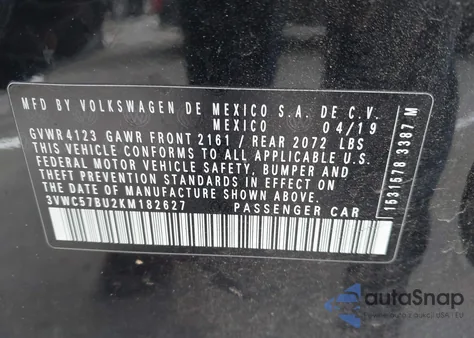 MFD BY VOLKSWAGEN DE MEXICO S.A. DE C.V.
MEXICO 04/19
GVWR 4123 GAWR FRONT 2161 / REAR 2072 LBS
THIS VEHICLE CONFORMS TO ALL APPLICABLE U.S.
FEDERAL MOTOR VEHICLE SAFETY, BUMPER AND
THEFT PREVENTION STANDARDS IN EFFECT
ON THE DATE OF MANUFACTURE SHOWN ABOVE.
3VWC57BU2KM182627 PASSENGER CAR
1537578 3387 M
autoSnap